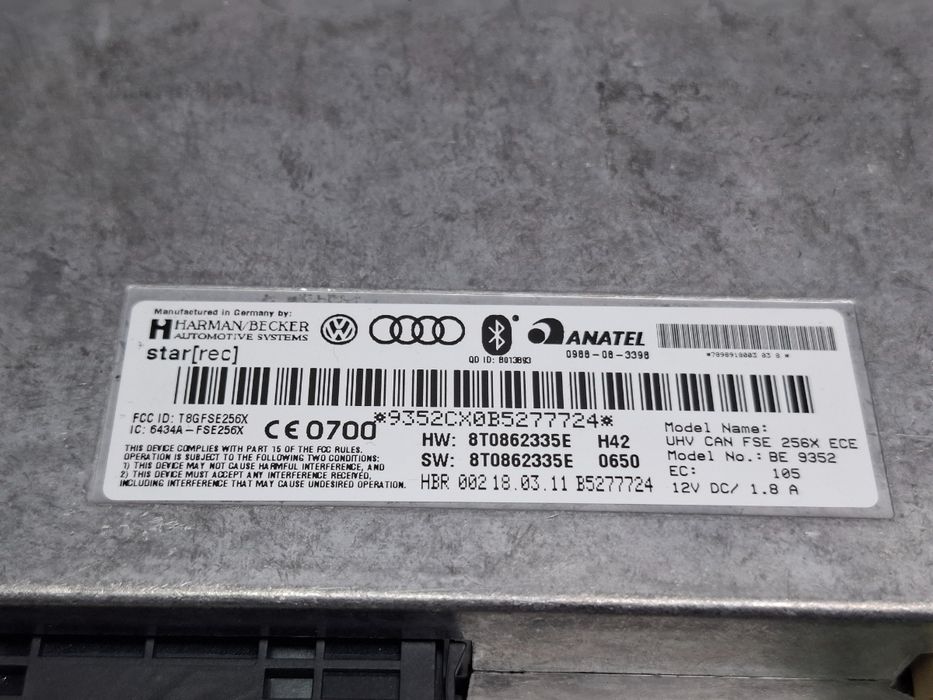 Manufactured in Germany by:
HARMAN/BECKER
AUTOMOTIVE SYSTEMS
star[rec]
QD ID: B013893
ANATEL
0988-08-3398
*9352CX0B5277724*
FCC ID: T8GFSE256X
IC: 6434A-FSE256X
CE 0700
THIS DEVICE COMPLIES WITH PART 15 OF THE FCC RULES.
OPERATION IS SUBJECT TO THE FOLLOWING TWO CONDITIONS:
1) THIS DEVICE MAY NOT CAUSE HARMFUL INTERFERENCE, AND
2) THIS DEVICE MUST ACCEPT ANY INTERFERENCE RECEIVED,
INCLUDING INTERFERENCE THAT MAY CAUSE UNDESIRED OPERATION.
HW: 8T0862335E H42
SW: 8T0862335E 0650
HBR 002 18.03.11 B5277724
Model Name:
UHV CAN FSE 256X ECE
Model No.: BE 9352
EC: 105
12V DC/ 1.8 A